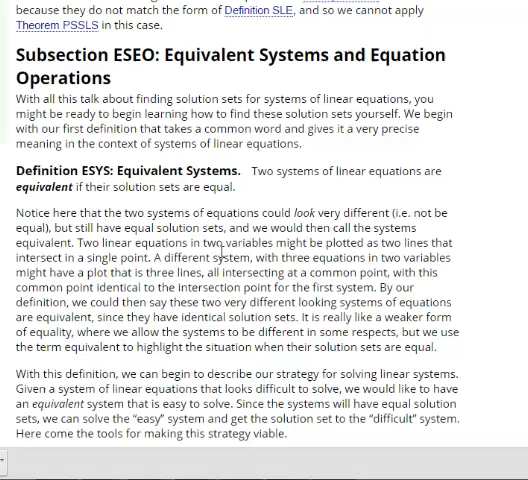 because they do not match the form of Definition SLE, and so we cannot apply
Theorem PSSLS in this case.
Subsection ESEO: Equivalent Systems and Equation
Operations
With all this talk about finding solution sets for systems of linear equations, you
might be ready to begin learning how to find these solution sets yourself. We begin
with our first definition that takes a common word and gives it a very precise
meaning in the context of systems of linear equations.
Definition ESYS: Equivalent Systems. Two systems of linear equations are
equivalent if their solution sets are equal.
Notice here that the two systems of equations could look very different (i.e. not be
equal), but still have equal solution sets, and we would then call the systems
equivalent. Two linear equations in two variables might be plotted as two lines that
intersect in a single point. A different system, with three equations in two variables
might have a plot that is three lines, all intersecting at a common point, with this
common point identical to the intersection point for the first system. By our
definition, we could then say these two very different looking systems of equations
are equivalent, since they have identical solution sets. It is really like a weaker form
of equality, where we allow the systems to be different in some respects, but we use
the term equivalent to highlight the situation when their solution sets are equal.
With this definition, we can begin to describe our strategy for solving linear systems.
Given a system of linear equations that looks difficult to solve, we would like to have
an equivalent system that is easy to solve. Since the systems will have equal solution
sets, we can solve the “easy” system and get the solution set to the “difficult” system.
Here come the tools for making this strategy viable.